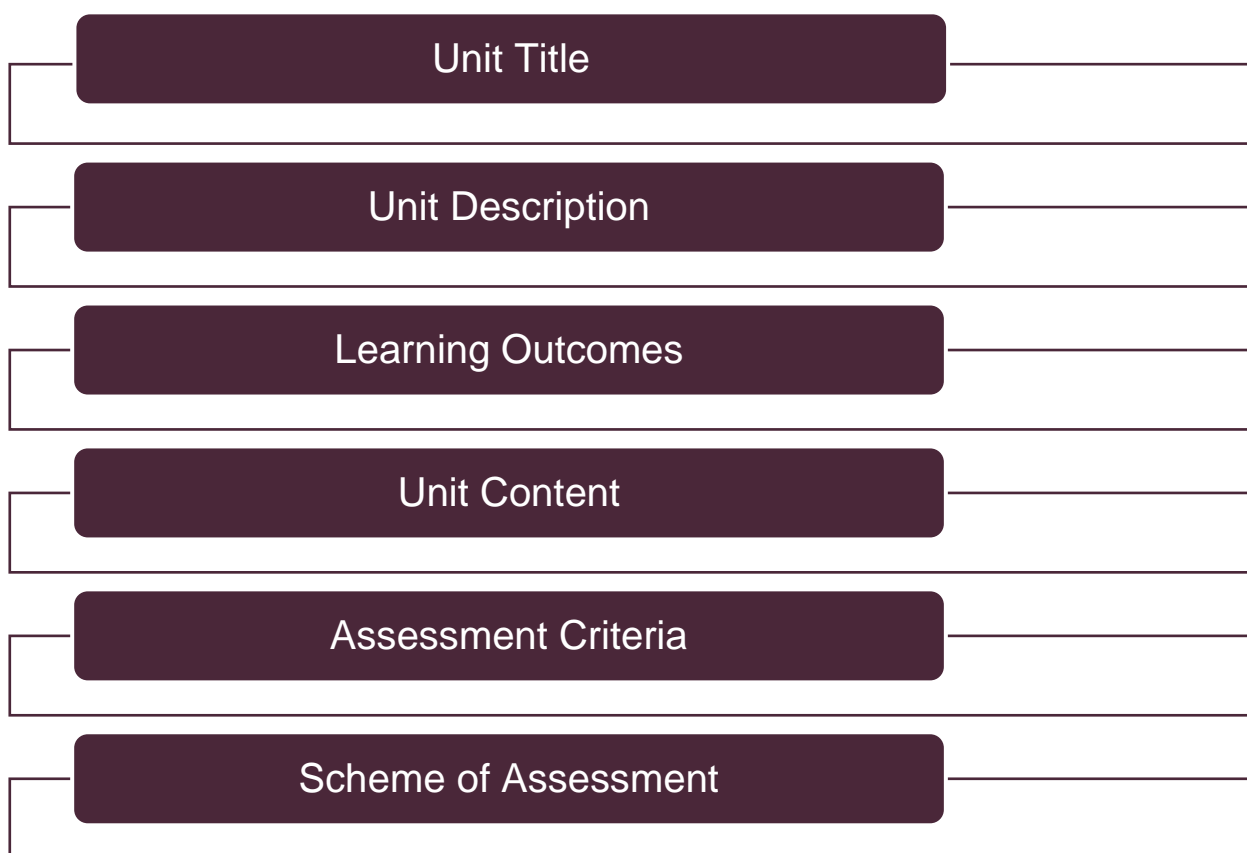 Unit Title
Unit Description
Learning Outcomes
Unit Content
Assessment Criteria
Scheme of Assessment